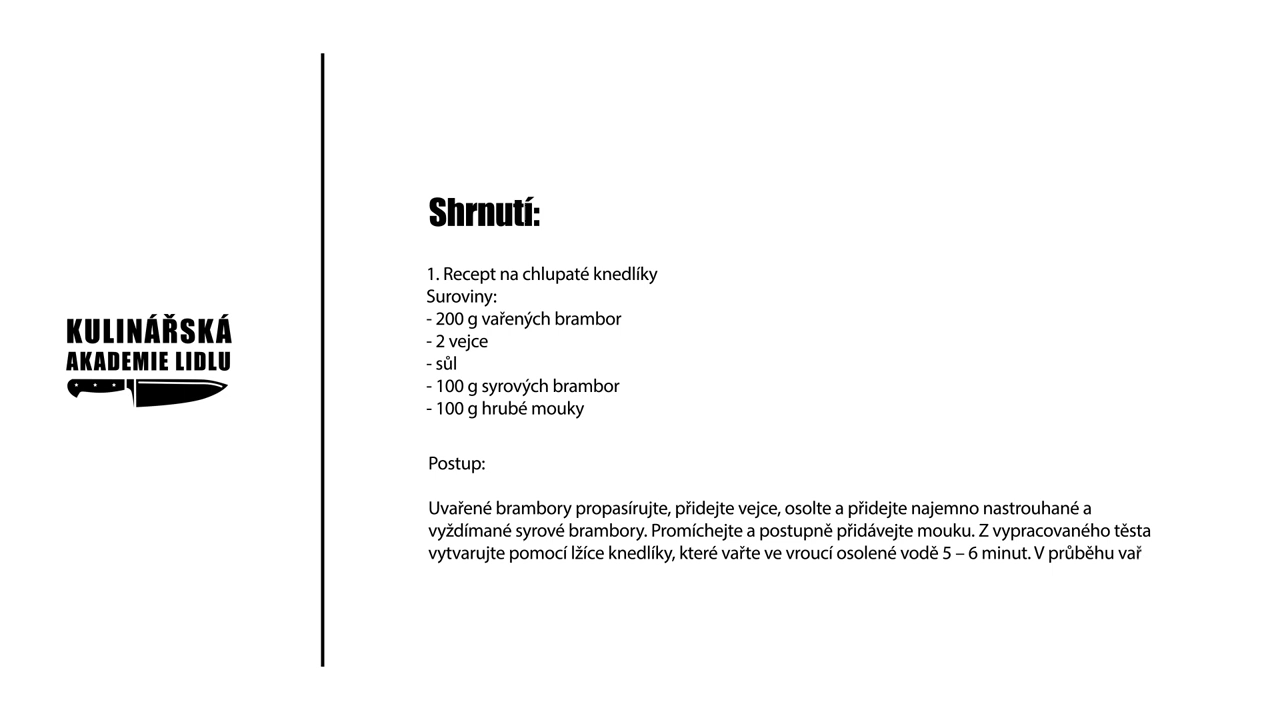 KULINÁŘSKÁ
AKADEMIE LIDLU
Shrnutí:
1. Recept na chlupaté knedlíky
Suroviny:
- 200 g vařených brambor
- 2 vejce
- sůl
- 100 g syrových brambor
- 100 g hrubé mouky
Postup:
Uvařené brambory propasírujte, přidejte vejce, osolte a přidejte najemno nastrouhané a
vyždímané syrové brambory. Promíchejte a postupně přidávejte mouku. Z vypracovaného těsta
vytvarujte pomocí lžíce knedlíky, které vařte ve vroucí osolené vodě 5 – 6 minut. V průběhu vař